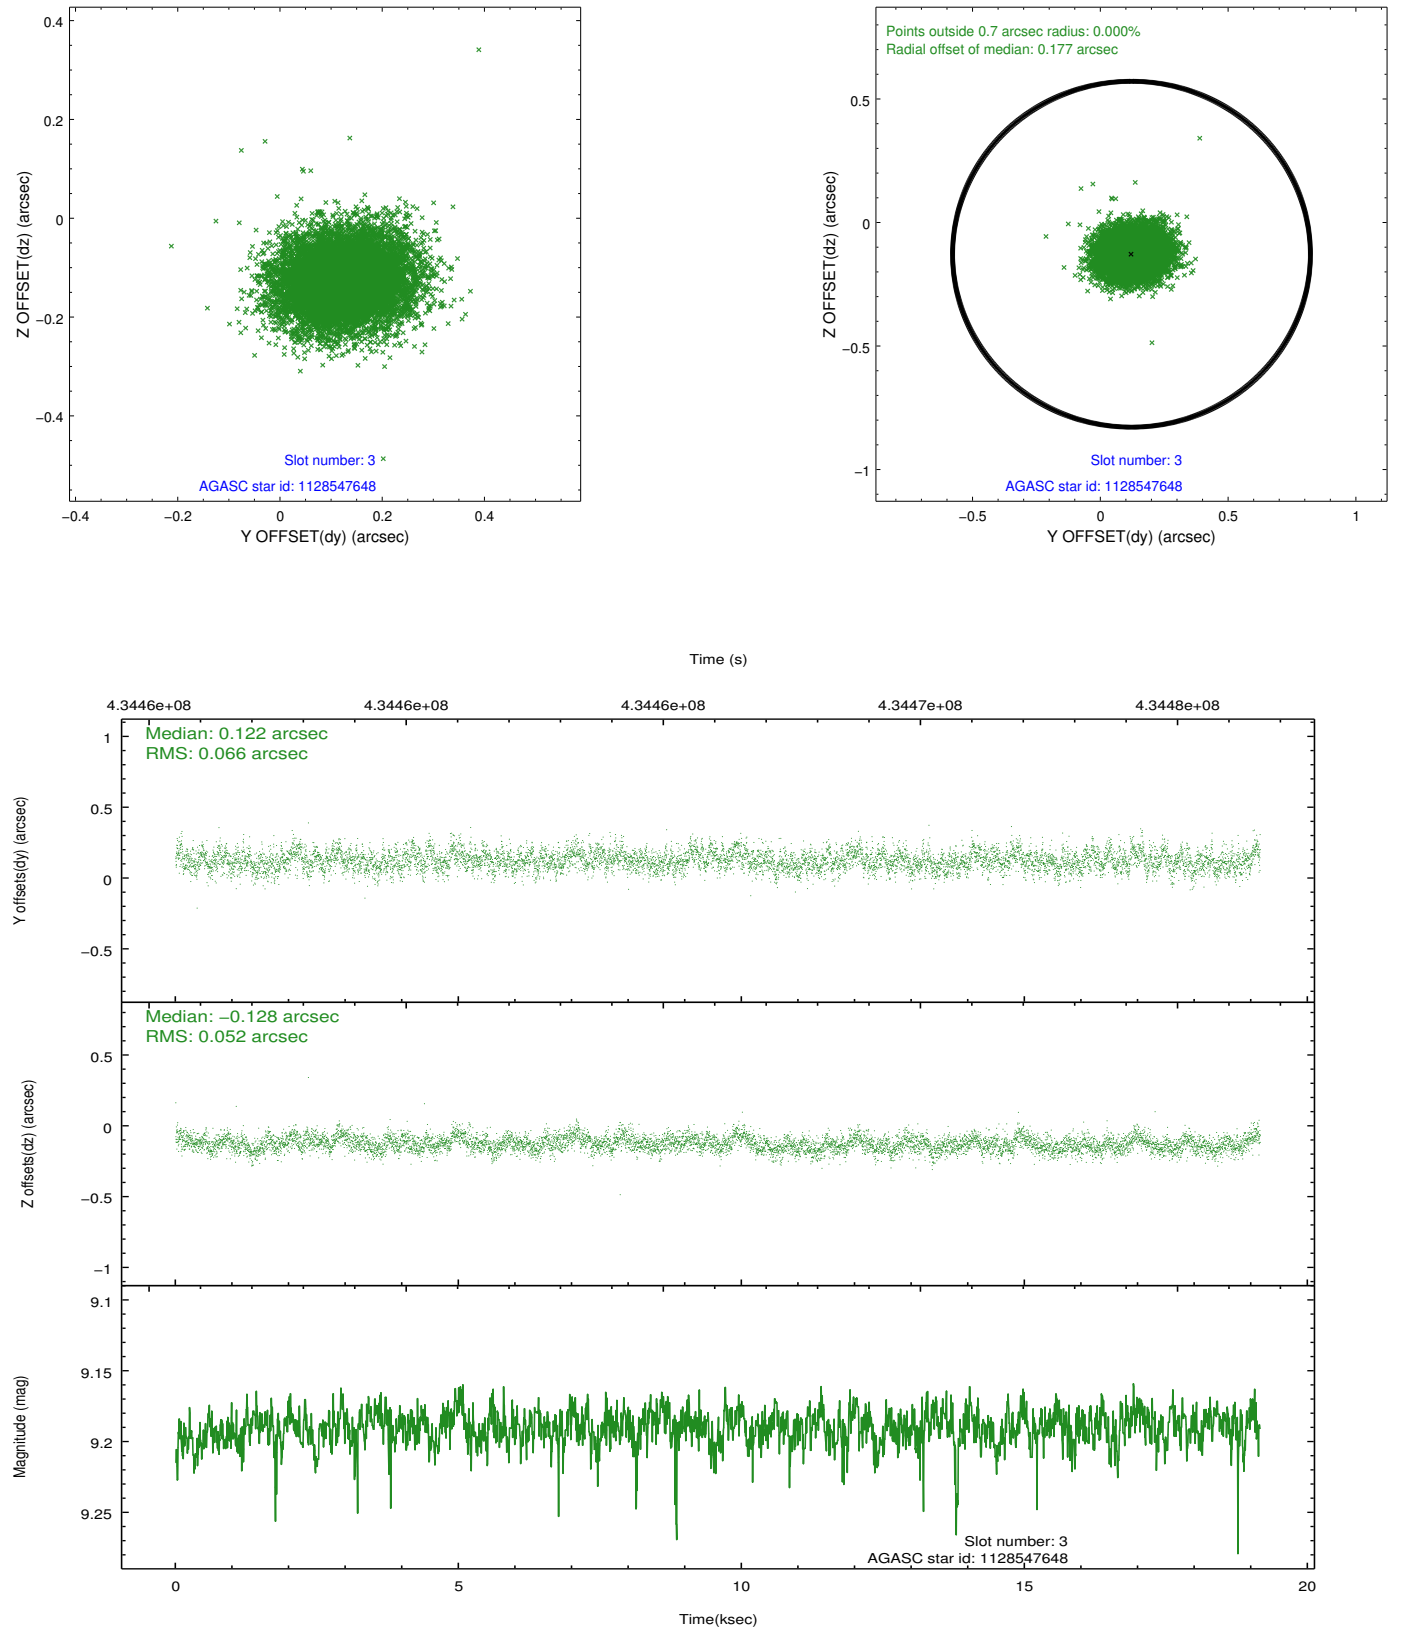 0.4
0.2
0
−0.2
−0.4
Z OFFSET(dz) (arcsec)
Slot number: 3
AGASC star id: 1128547648
−0.4 −0.2 0 0.2 0.4
Y OFFSET(dy) (arcsec)
Points outside 0.7 arcsec radius: 0.000%
Radial offset of median: 0.177 arcsec
0.5
0
−0.5
−1
Z OFFSET(dz) (arcsec)
Slot number: 3
AGASC star id: 1128547648
−0.5 0 0.5 1
Y OFFSET(dy) (arcsec)
Time (s)
4.3446e+08 4.3446e+08 4.3446e+08 4.3447e+08 4.3448e+08
Median: 0.122 arcsec
RMS: 0.066 arcsec
1
0.5
0
−0.5
Y offsets(dy) (arcsec)
Median: −0.128 arcsec
RMS: 0.052 arcsec
0.5
0
−0.5
−1
Z offsets(dz) (arcsec)
9.1
9.15
9.2
9.25
Magnitude (mag)
Slot number: 3
AGASC star id: 1128547648
0 5 10 15 20
Time(ksec)